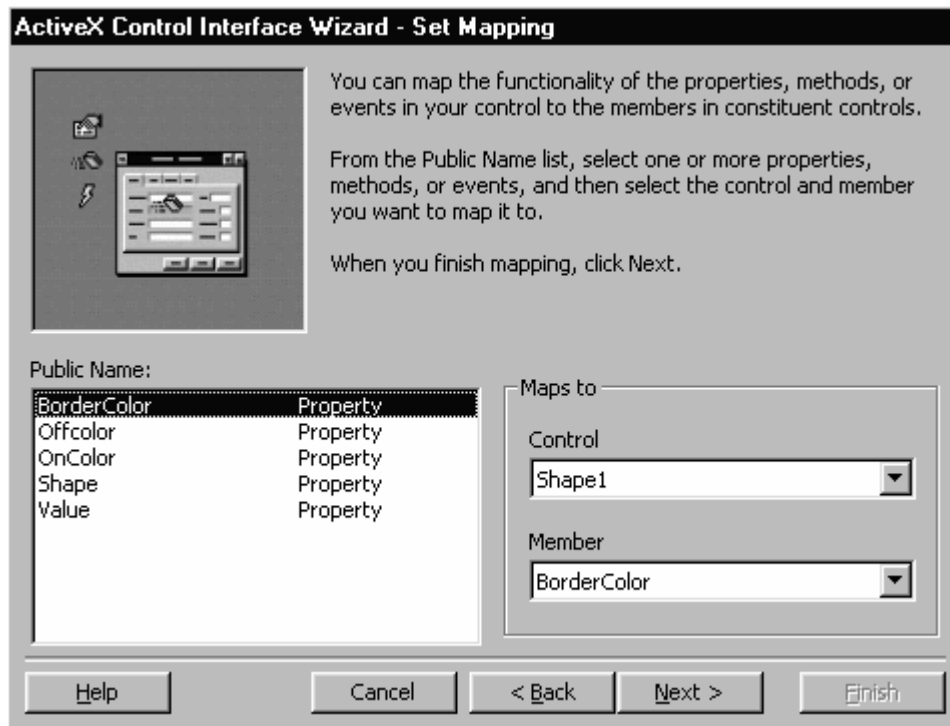 ActiveX Control Interface Wizard - Set Mapping
You can map the functionality of the properties, methods, or
events in your control to the members in constituent controls.
From the Public Name list, select one or more properties,
methods, or events, and then select the control and member
you want to map it to.
When you finish mapping, click Next.
Public Name:
BorderColor Property
Offcolor Property
OnColor Property
Shape Property
Value Property
Maps to
Control
Shape1
Member
BorderColor
Help Cancel < Back Next > Finish